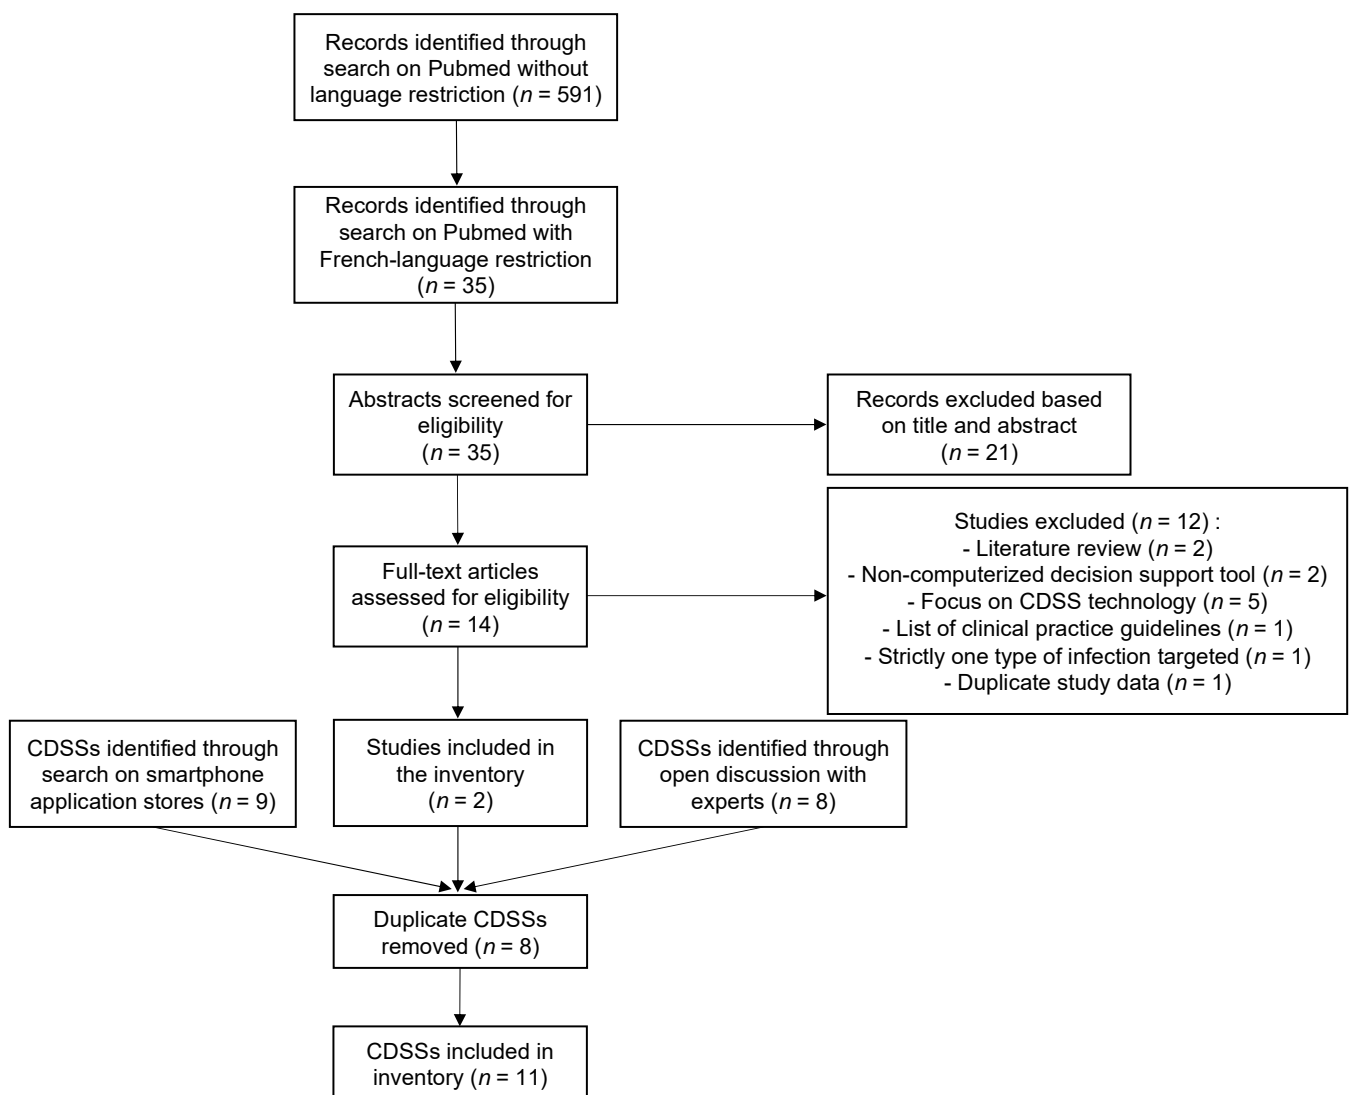 Records identified through
search on Pubmed without
language restriction (n = 591)
Records identified through
search on Pubmed with
French-language restriction
(n = 35)
Abstracts screened for
eligibility
(n = 35)
Records excluded based
on title and abstract
(n = 21)
Full-text articles
assessed for eligibility
(n = 14)
Studies excluded (n = 12) :
- Literature review (n = 2)
- Non-computerized decision support tool (n = 2)
- Focus on CDSS technology (n = 5)
- List of clinical practice guidelines (n = 1)
- Strictly one type of infection targeted (n = 1)
- Duplicate study data (n = 1)
CDSSs identified through
search on smartphone
application stores (n = 9)
Studies included in
the inventory
(n = 2)
CDSSs identified through
open discussion with
experts (n = 8)
Duplicate CDSSs
removed (n = 8)
CDSSs included in
inventory (n = 11)